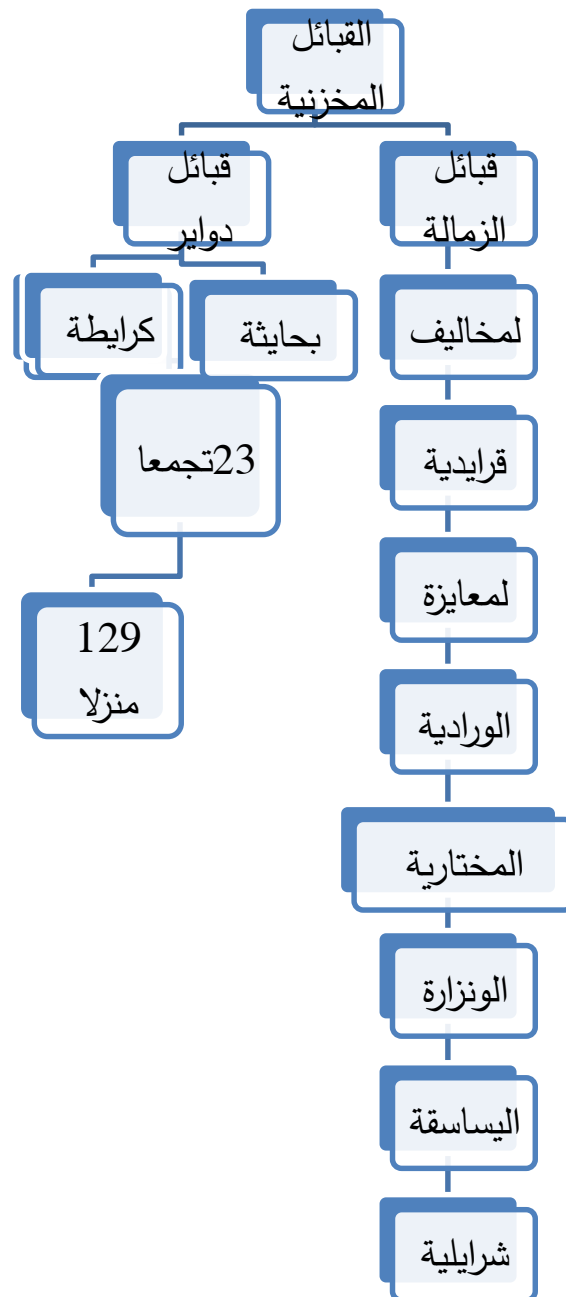 القبائل
المخزنية
قبائل
الزمالة
قبائل
دواير
لمخاليف
بحايثة
كرايطة
قرايدية
23تجمعا
لمعايزة
129
منزلا
الورادية
المختارية
الونزارة
اليساسقة
شرايلية